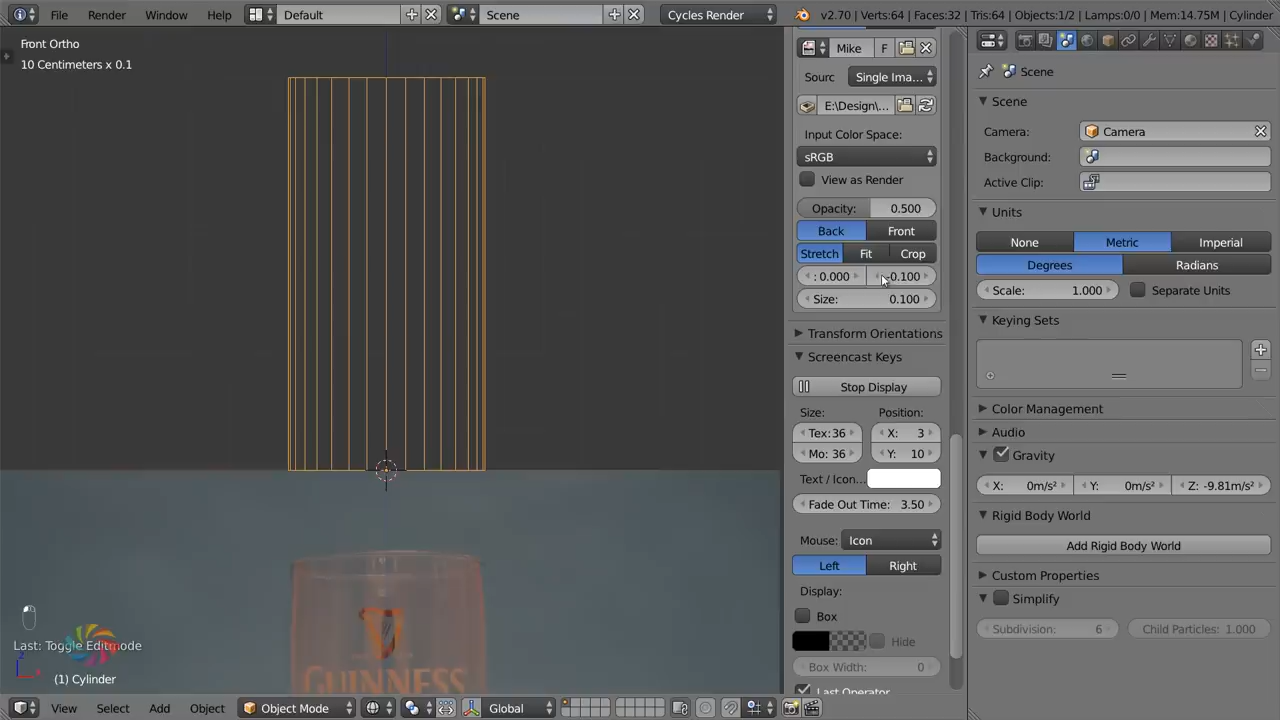 File Render Window Help Default Scene Cycles Render v2.70 | Verts:64 | Faces:32 | Tris:64 | Objects:1/2 | Lamps:0/0 | Mem:14.75M | Cylinder
Front Ortho
10 Centimeters x 0.1
Mike F
Sourc Single Ima...
E:\Design\...
Input Color Space:
sRGB
View as Render
Opacity: 0.500
Back Front
Stretch Fit Crop
: 0.000 -0.100
Size: 0.100
Transform Orientations
Screencast Keys
Stop Display
Size: Position:
Tex: 36 X: 3
Mo: 36 Y: 10
Text / Icon...
Fade Out Time: 3.50
Mouse: Icon
Left Right
Display:
Box
Hide
Box Width: 0
Last Operator
Scene
Scene
Camera: Camera
Background:
Active Clip:
Units
None Metric Imperial
Degrees Radians
Scale: 1.000 Separate Units
Keying Sets
Color Management
Audio
Gravity
X: 0m/s² Y: 0m/s² Z: -9.81m/s²
Rigid Body World
Add Rigid Body World
Custom Properties
Simplify
Subdivision: 6 Child Particles: 1.000
GUINNESS
Last: Toggle Editmode
(1) Cylinder
View Select Add Object Object Mode Global